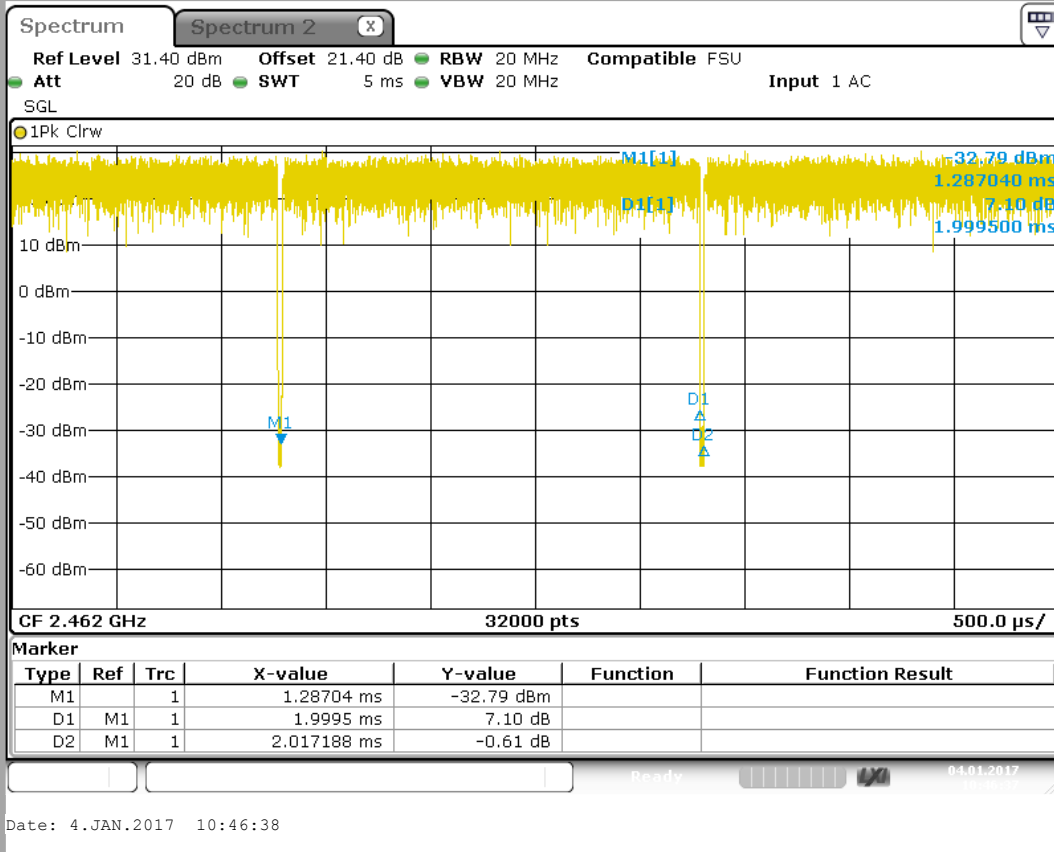 Spectrum Spectrum 2 X
Ref Level 31.40 dBm Offset 21.40 dB RBW 20 MHz Compatible FSU
Att 20 dB SWT 5 ms VBW 20 MHz Input 1 AC
SGL
1Pk Clrw
M1[1] -32.79 dBm
1.287040 ms
D1[1] 7.10 dB
1.999500 ms
10 dBm
0 dBm
-10 dBm
-20 dBm
D1
M1
-30 dBm
D2
-40 dBm
-50 dBm
-60 dBm
CF 2.462 GHz 32000 pts 500.0 µs/
Marker
Type Ref Trc X-value Y-value Function Function Result
M1 1 1.28704 ms -32.79 dBm
D1 M1 1 1.9995 ms 7.10 dB
D2 M1 1 2.017188 ms -0.61 dB
Ready LXI 04.01.2017
Date: 4.JAN.2017 10:46:38